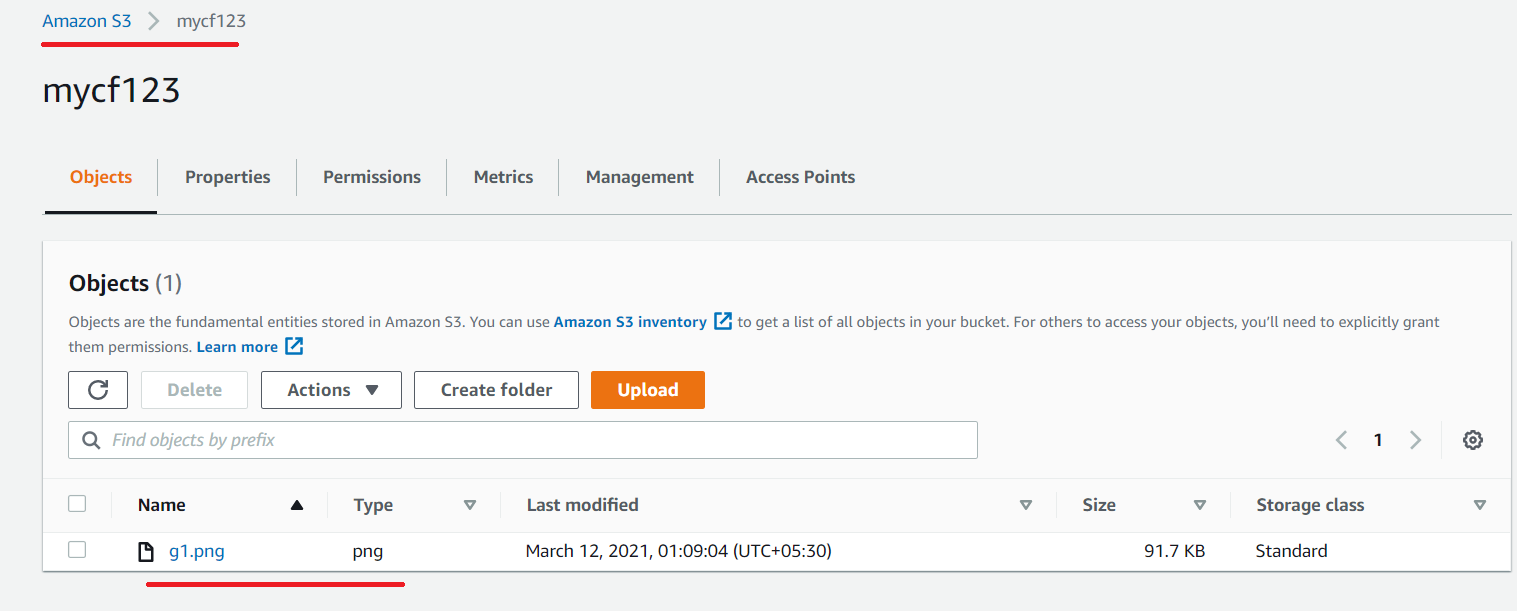 Amazon S3 > mycf123
mycf123
Objects Properties Permissions Metrics Management Access Points
Objects (1)
Objects are the fundamental entities stored in Amazon S3. You can use Amazon S3 inventory to get a list of all objects in your bucket. For others to access your objects, you'll need to explicitly grant
them permissions. Learn more
Delete Actions Create folder Upload
Find objects by prefix 1
Name Type Last modified Size Storage class
g1.png png March 12, 2021, 01:09:04 (UTC+05:30) 91.7 KB Standard